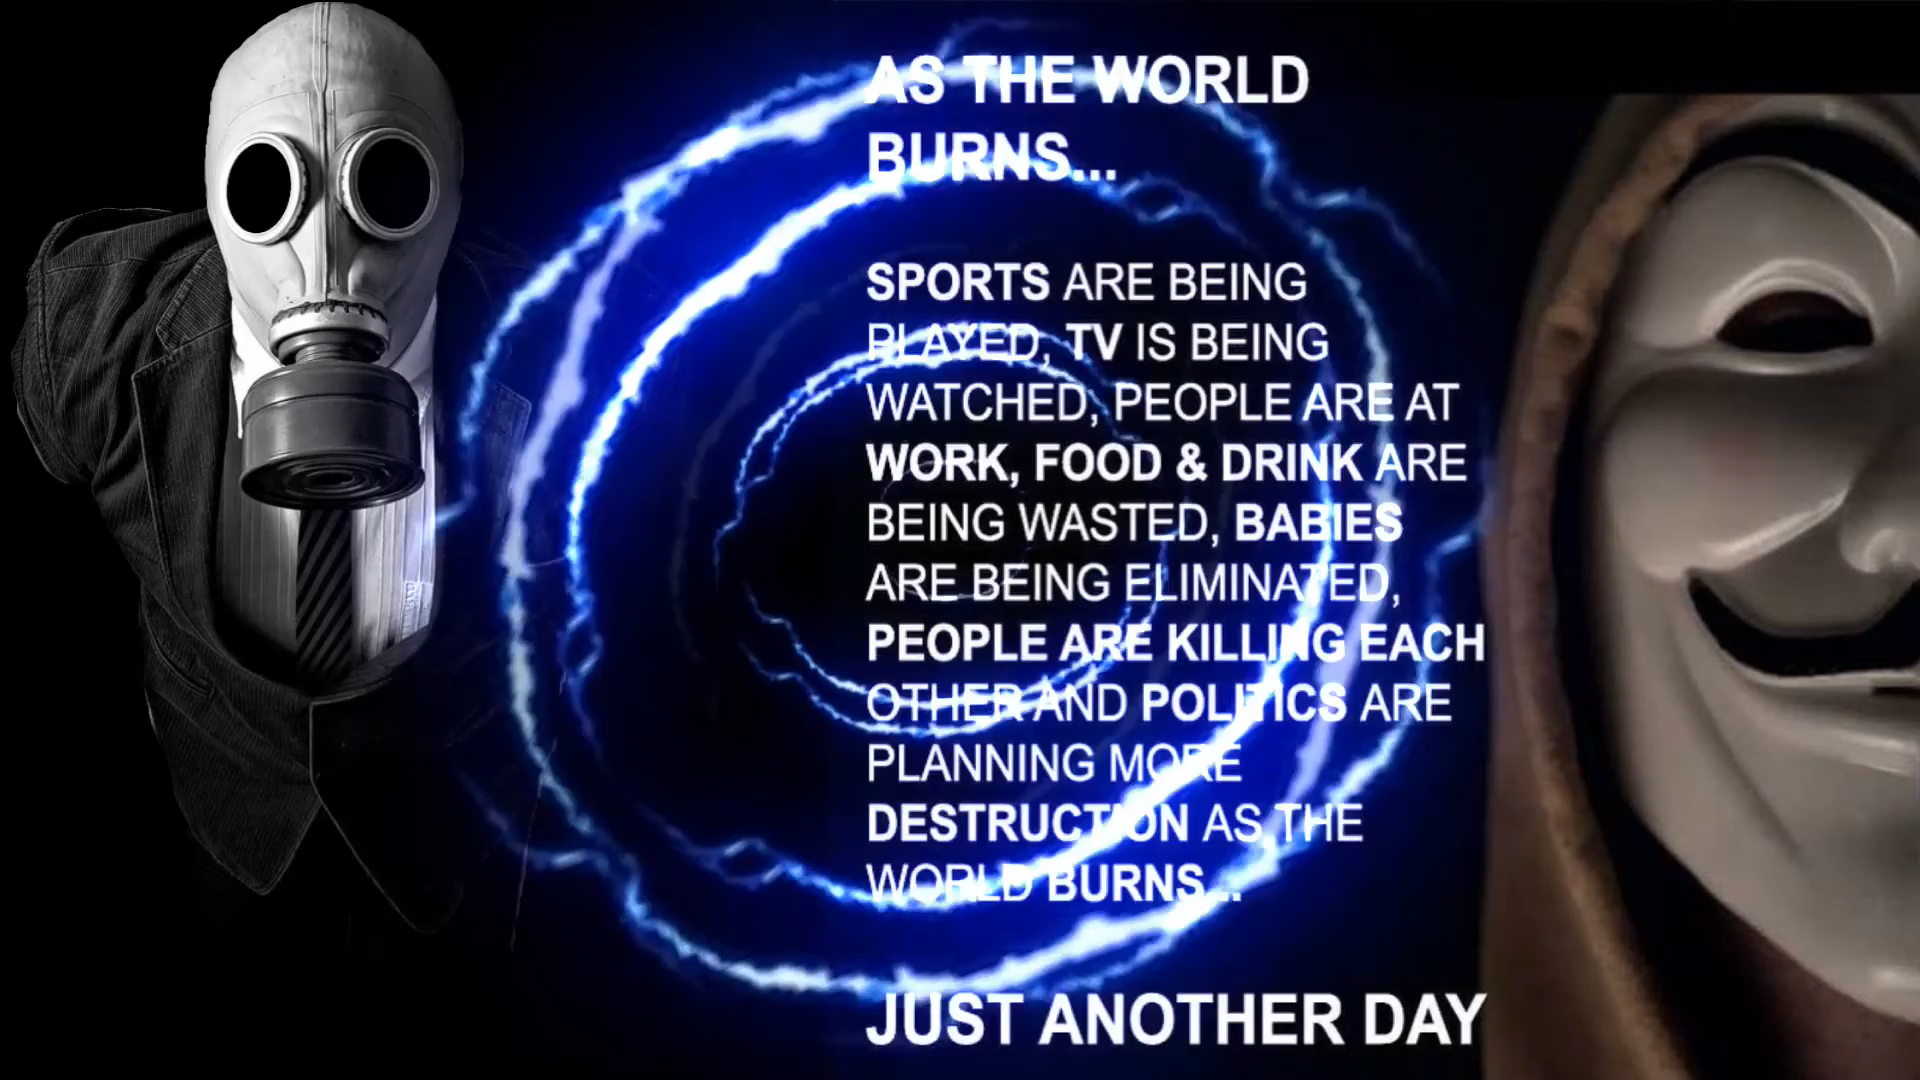 AS THE WORLD
BURNS...
SPORTS ARE BEING
PLAYED, TV IS BEING
WATCHED, PEOPLE ARE AT
WORK, FOOD & DRINK ARE
BEING WASTED, BABIES
ARE BEING ELIMINATED,
PEOPLE ARE KILLING EACH
OTHER AND POLITICS ARE
PLANNING MORE
DESTRUCTION AS THE
WORLD BURNS...
JUST ANOTHER DAY